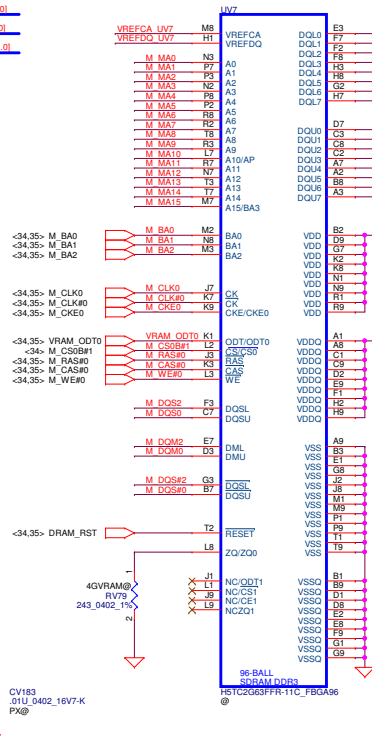 0]
0]
.0]
UV7
VREFCA_UV7 M8 VREFCA DQL0 E3
VREFDQ_UV7 H1 VREFDQ DQL1 F7
DQL2 F2
M_MA0 N3 A0 DQL3 F8
M_MA1 P7 A1 DQL4 H3
M_MA2 P3 A2 DQL5 H8
M_MA3 N2 A3 DQL6 G2
M_MA4 P8 A4 DQL7 H7
M_MA5 P2 A5
M_MA6 R8 A6
M_MA7 R2 A7 DQU0 D7
M_MA8 T8 A8 DQU1 C3
M_MA9 R3 A9 DQU2 C8
M_MA10 L7 A10/AP DQU3 C2
M_MA11 R7 A11 DQU4 A7
M_MA12 N7 A12 DQU5 A2
M_MA13 T3 A13 DQU6 B8
M_MA14 T7 A14 DQU7 A3
M_MA15 M7 A15/BA3
<34,35> M_BA0 M_BA0 M2 BA0 VDD B2
<34,35> M_BA1 M_BA1 N8 BA1 VDD D9
<34,35> M_BA2 M_BA2 M3 BA2 VDD G7
VDD K2
VDD K8
VDD N1
<34,35> M_CLK0 M_CLK0 J7 CK VDD N9
<34,35> M_CLK#0 M_CLK#0 K7 CK VDD R1
<34,35> M_CKE0 M_CKE0 K9 CKE/CKE0 VDD R9
<34,35> VRAM_ODT0 VRAM_ODT0 K1 ODT/ODT0 VDDQ A1
<34> M_CS0B#1 M_CS0B#1 L2 CS/CS0 VDDQ A8
<34,35> M_RAS#0 M_RAS#0 J3 RAS VDDQ C1
<34,35> M_CAS#0 M_CAS#0 K3 CAS VDDQ C9
<34,35> M_WE#0 M_WE#0 L3 WE VDDQ D2
VDDQ E9
VDDQ F1
M_DQS2 F3 DQSL VDDQ H2
M_DQS0 C7 DQSU VDDQ H9
M_DQM2 E7 DML VSS A9
M_DQM0 D3 DMU VSS B3
VSS E1
VSS G8
M_DQS#2 G3 DQSL VSS J2
M_DQS#0 B7 DQSU VSS J8
VSS M1
VSS M9
VSS P1
<34,35> DRAM_RST T2 RESET VSS P9
VSS T1
L8 ZQ/ZQ0 VSS T9
1
4GVRAM@ J1 NC/ODT1 VSSQ B1
RV79 L1 NC/CS1 VSSQ B9
243_0402_1% J9 NC/CE1 VSSQ D1
L9 NCZQ1 VSSQ D8
2
VSSQ E2
VSSQ E8
VSSQ F9
VSSQ G1
VSSQ G9
96-BALL
SDRAM DDR3
CV183 H5TC2G63FFR-11C_FBGA96
.01U_0402_16V7-K @
PX@